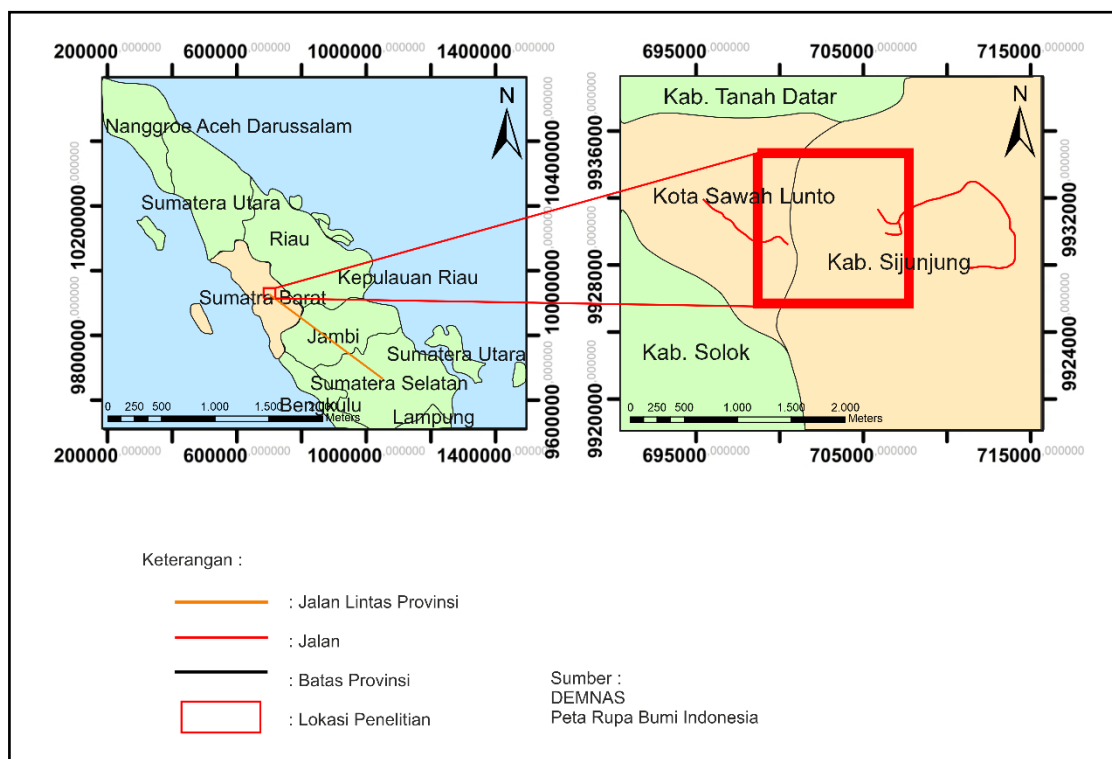 200000.000000 600000.000000 1000000.000000 1400000.000000
N
Nanggroe Aceh Darussalam
Sumatera Utara
Riau
Kepulauan Riau
Sumatra Barat
Jambi
Sumatera Utara
Sumatera Selatan
Bengkulu
Lampung
0 250 500 1.000 1.500 2.000
Meters
10400000.000000
10000000.000000
9600000.000000
10200000.000000
9800000.000000
200000.000000 600000.000000 1000000.000000 1400000.000000
695000.000000 705000.000000 715000.000000
N
Kab. Tanah Datar
Kota Sawah Lunto
Kab. Sijunjung
Kab. Solok
0 250 500 1.000 1.500 2.000
Meters
9936000.000000
9928000.000000
9920000.000000
9932000.000000
9924000.000000
695000.000000 705000.000000 715000.000000
Keterangan :
: Jalan Lintas Provinsi
: Jalan
: Batas Provinsi
: Lokasi Penelitian
Sumber :
DEMNAS
Peta Rupa Bumi Indonesia